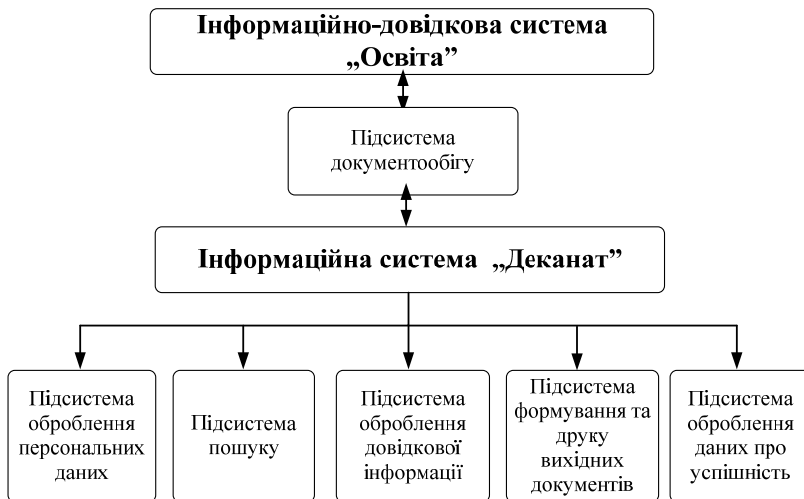 Інформаційно-довідкова система
„Освіта”
Підсистема
документообігу
Інформаційна система „Деканат”
Підсистема
оброблення
персональних
даних
Підсистема
пошуку
Підсистема
оброблення
довідкової
інформації
Підсистема
формування та
друку
вихідних
документів
Підсистема
оброблення
даних про
успішність